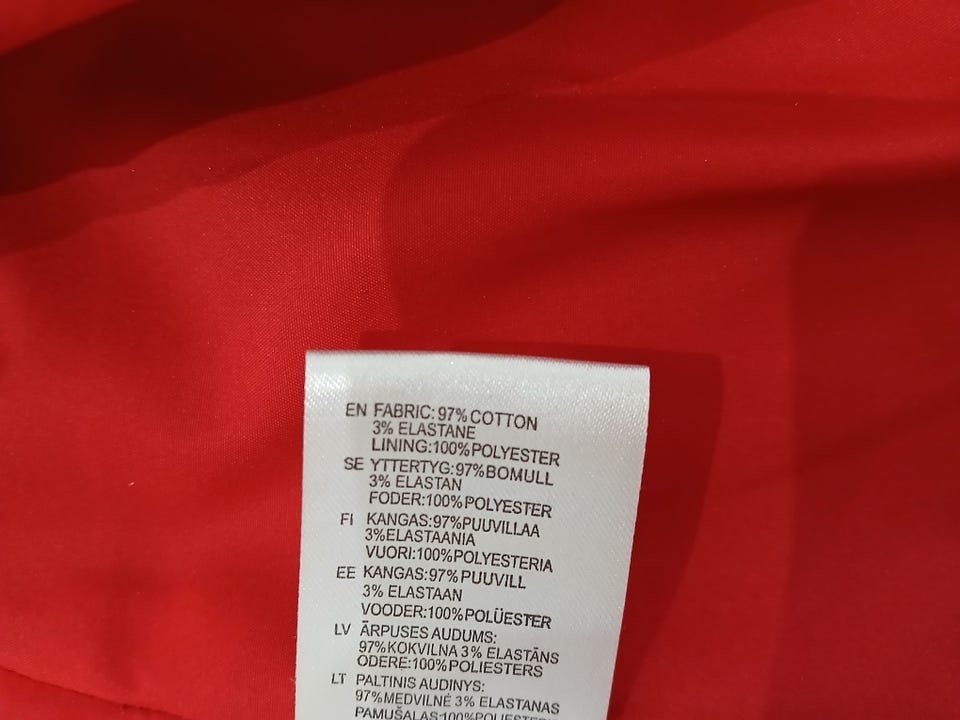 EN FABRIC: 97% COTTON
3% ELASTANE
LINING:100%POLYESTER
SE YTTERTYG:97%BOMULL
3% ELASTAN
FODER:100%POLYESTER
FI KANGAS:97%PUUVILLAA
3%ELASTAANIA
VUORI:100%POLYESTERIA
EE KANGAS:97%PUUVILL
3% ELASTAAN
VOODER:100%POLÜESTER
LV ĀRPUSES AUDUMS:
97%KOKVILNA 3% ELASTĀNS
ODERE:100%POLIESTERS
LT PALTINIS AUDINYS:
97%MEDVILNĖ 3% ELASTANAS
PAMUŠALAS:100%